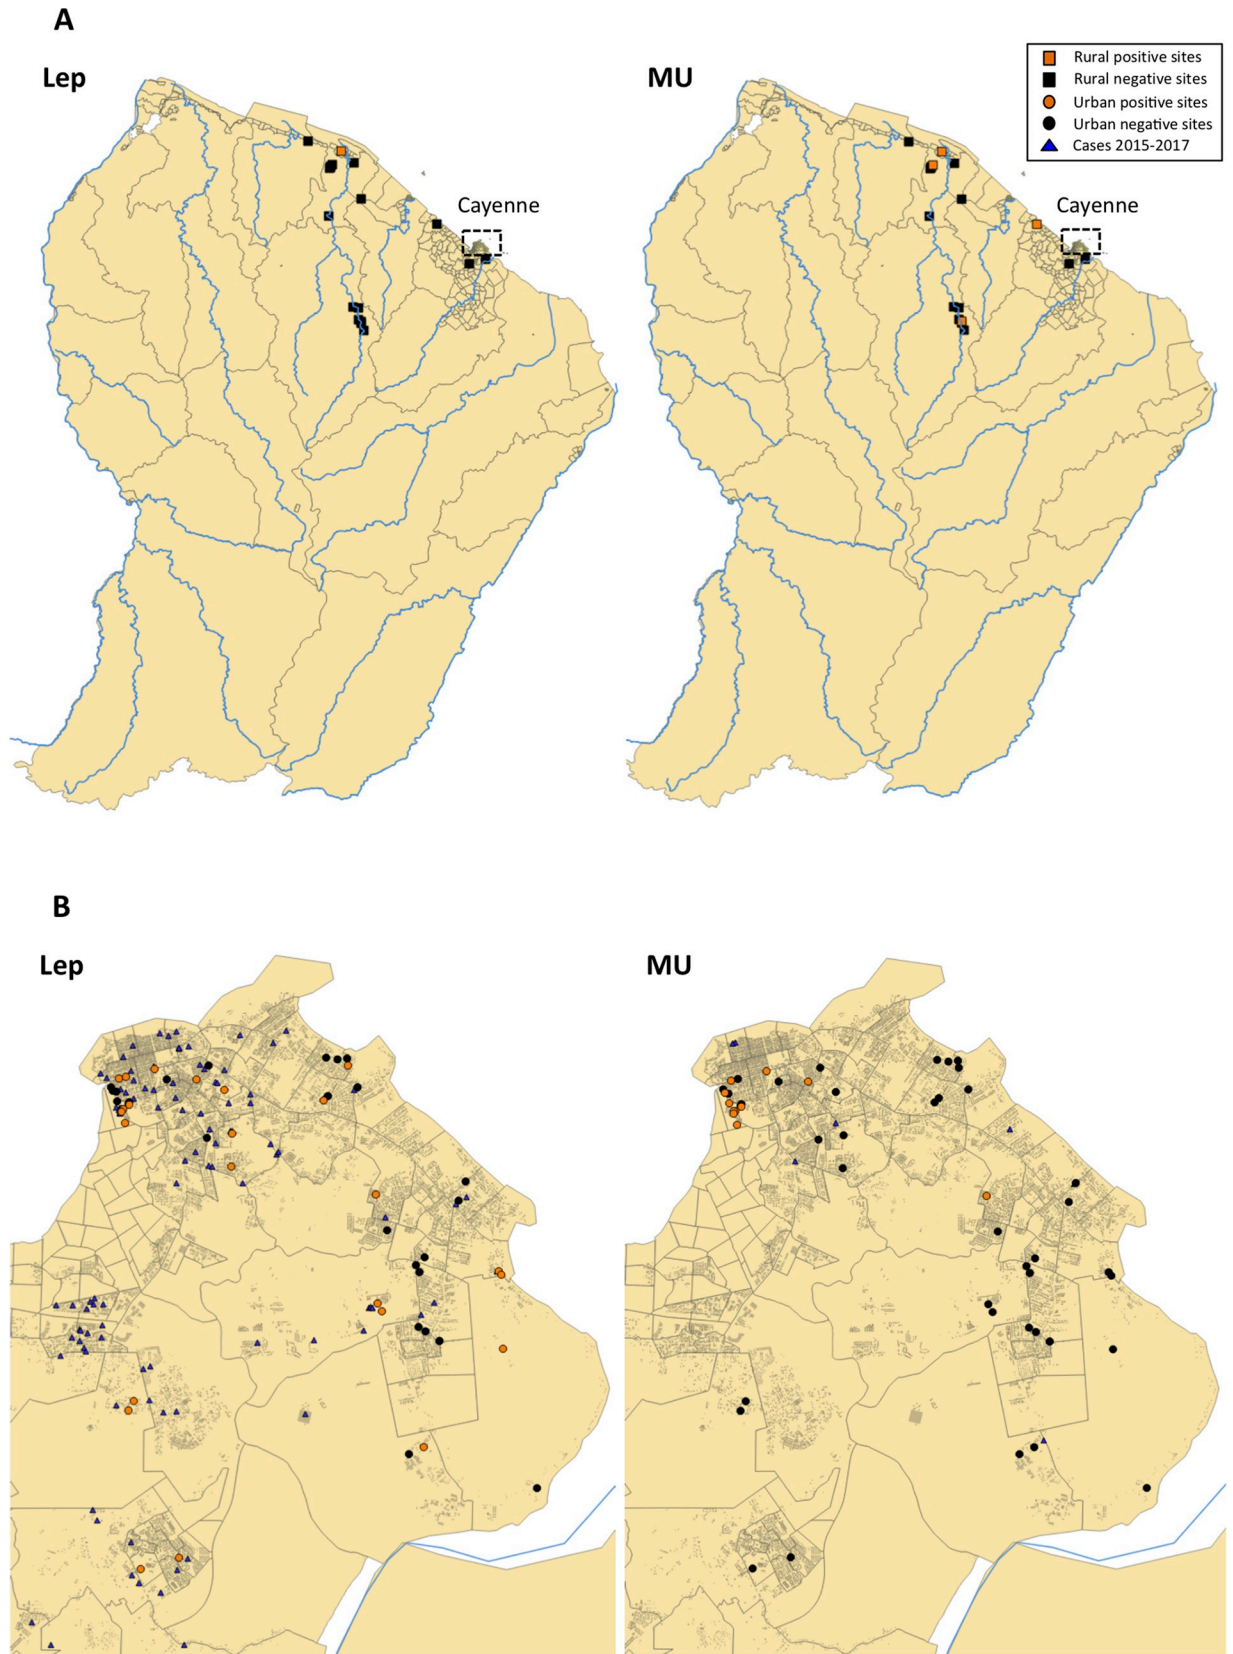 A
Lep
MU
Rural positive sites
Rural negative sites
Urban positive sites
Urban negative sites
Cases 2015-2017
Cayenne
Cayenne
B
Lep
MU